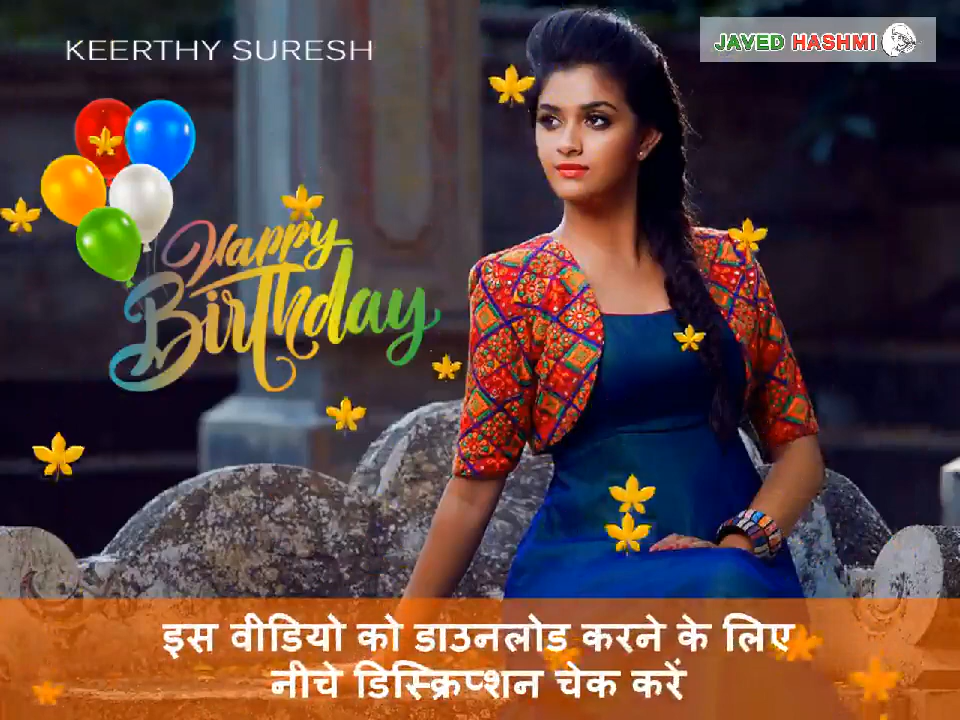 KEERTHY SURESH
JAVED HASHMI
Happy
Birthday
इस वीडियो को डाउनलोड करने के लिए
नीचे डिस्क्रिप्शन चेक करें